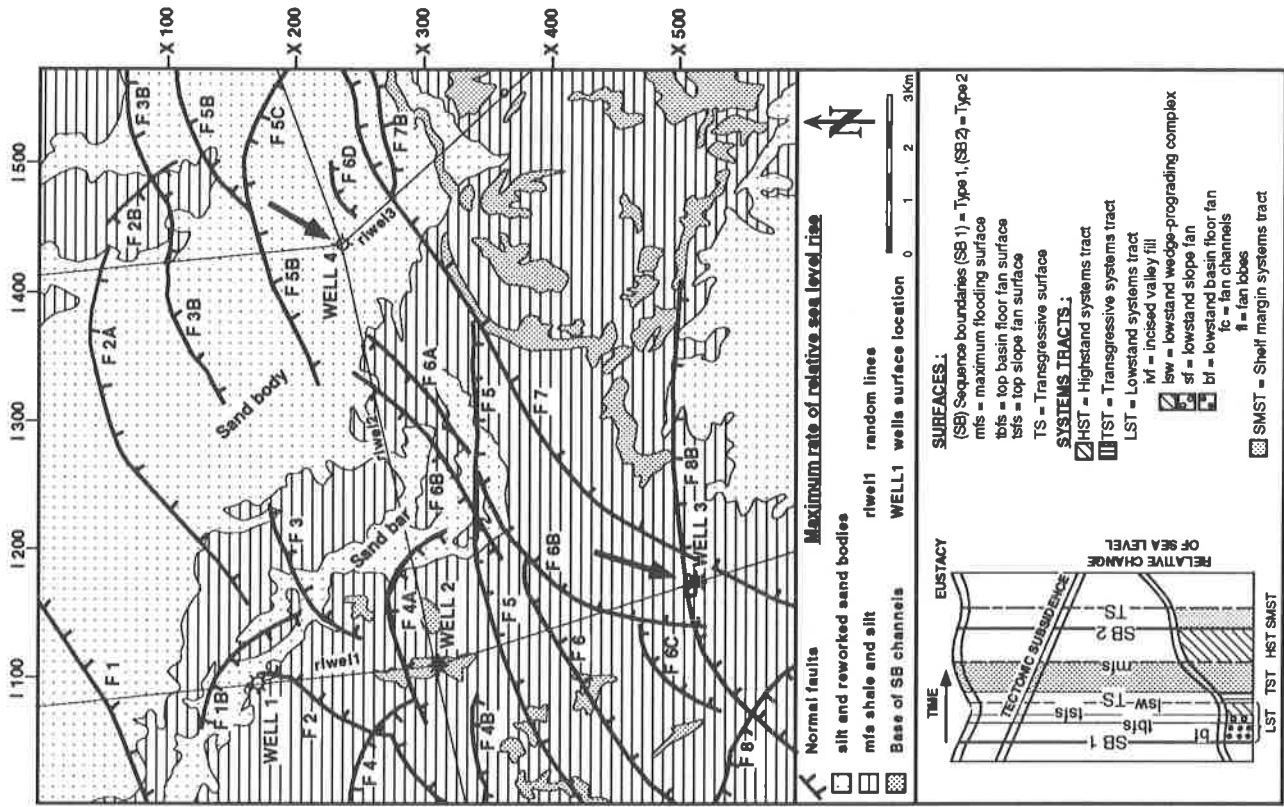 I 100
I 200
I 300
I 400
I 500
X 100
X 200
X 300
X 400
X 500
F 1
F 2A
F 2B
F 3B
F 3B
F 5B
F 5C
F 5B
Sand body
WELL 4
riwel3
F 6D
F 7B
F 1B
F 3
WELL 1
riwel1
F 2
Sand bar
riwel2
F 4
F 4A
F 6B
F 6A
WELL 2
F 4B
F 5
F 5
F 7
F 6
F 6B
F 6C
F 8B
WELL 3
F 8
Maximum rate of relative sea level rise
Normal faults
silt and reworked sand bodies
mfs shale and silt
Base of SB channels
riwel1 random lines
WELL1 wells surface location
N
0 1 2 3Km
TIME
EUSTACY
TECTONIC SUBSIDENCE
RELATIVE CHANGE
OF SEA LEVEL
SB 1
bf
tbfs
tsfs
lsw
TS
mfs
SB 2
TS
LST TST HST SMST
SURFACES :
(SB) Sequence boundaries (SB 1) = Type 1, (SB 2) = Type 2
mfs = maximum flooding surface
tbfs = top basin floor fan surface
tsfs = top slope fan surface
TS = Transgressive surface
SYSTEMS TRACTS :
HST = Highstand systems tract
TST = Transgressive systems tract
LST = Lowstand systems tract
ivf = incised valley fill
lsw = lowstand wedge-prograding complex
sf = lowstand slope fan
bf = lowstand basin floor fan
fc = fan channels
fl = fan lobes
SMST = Shelf margin systems tract